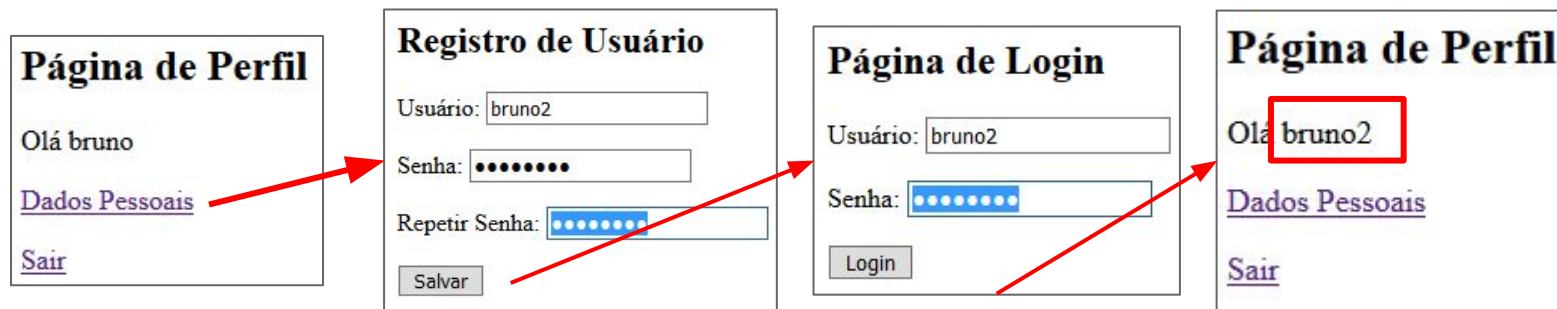 Página de Perfil
Olá bruno
Dados Pessoais
Sair
Registro de Usuário
Usuário: bruno2
Senha: ●●●●●●●●
Repetir Senha: ●●●●●●●●
Salvar
Página de Login
Usuário: bruno2
Senha: ●●●●●●●●
Login
Página de Perfil
Olá bruno2
Dados Pessoais
Sair